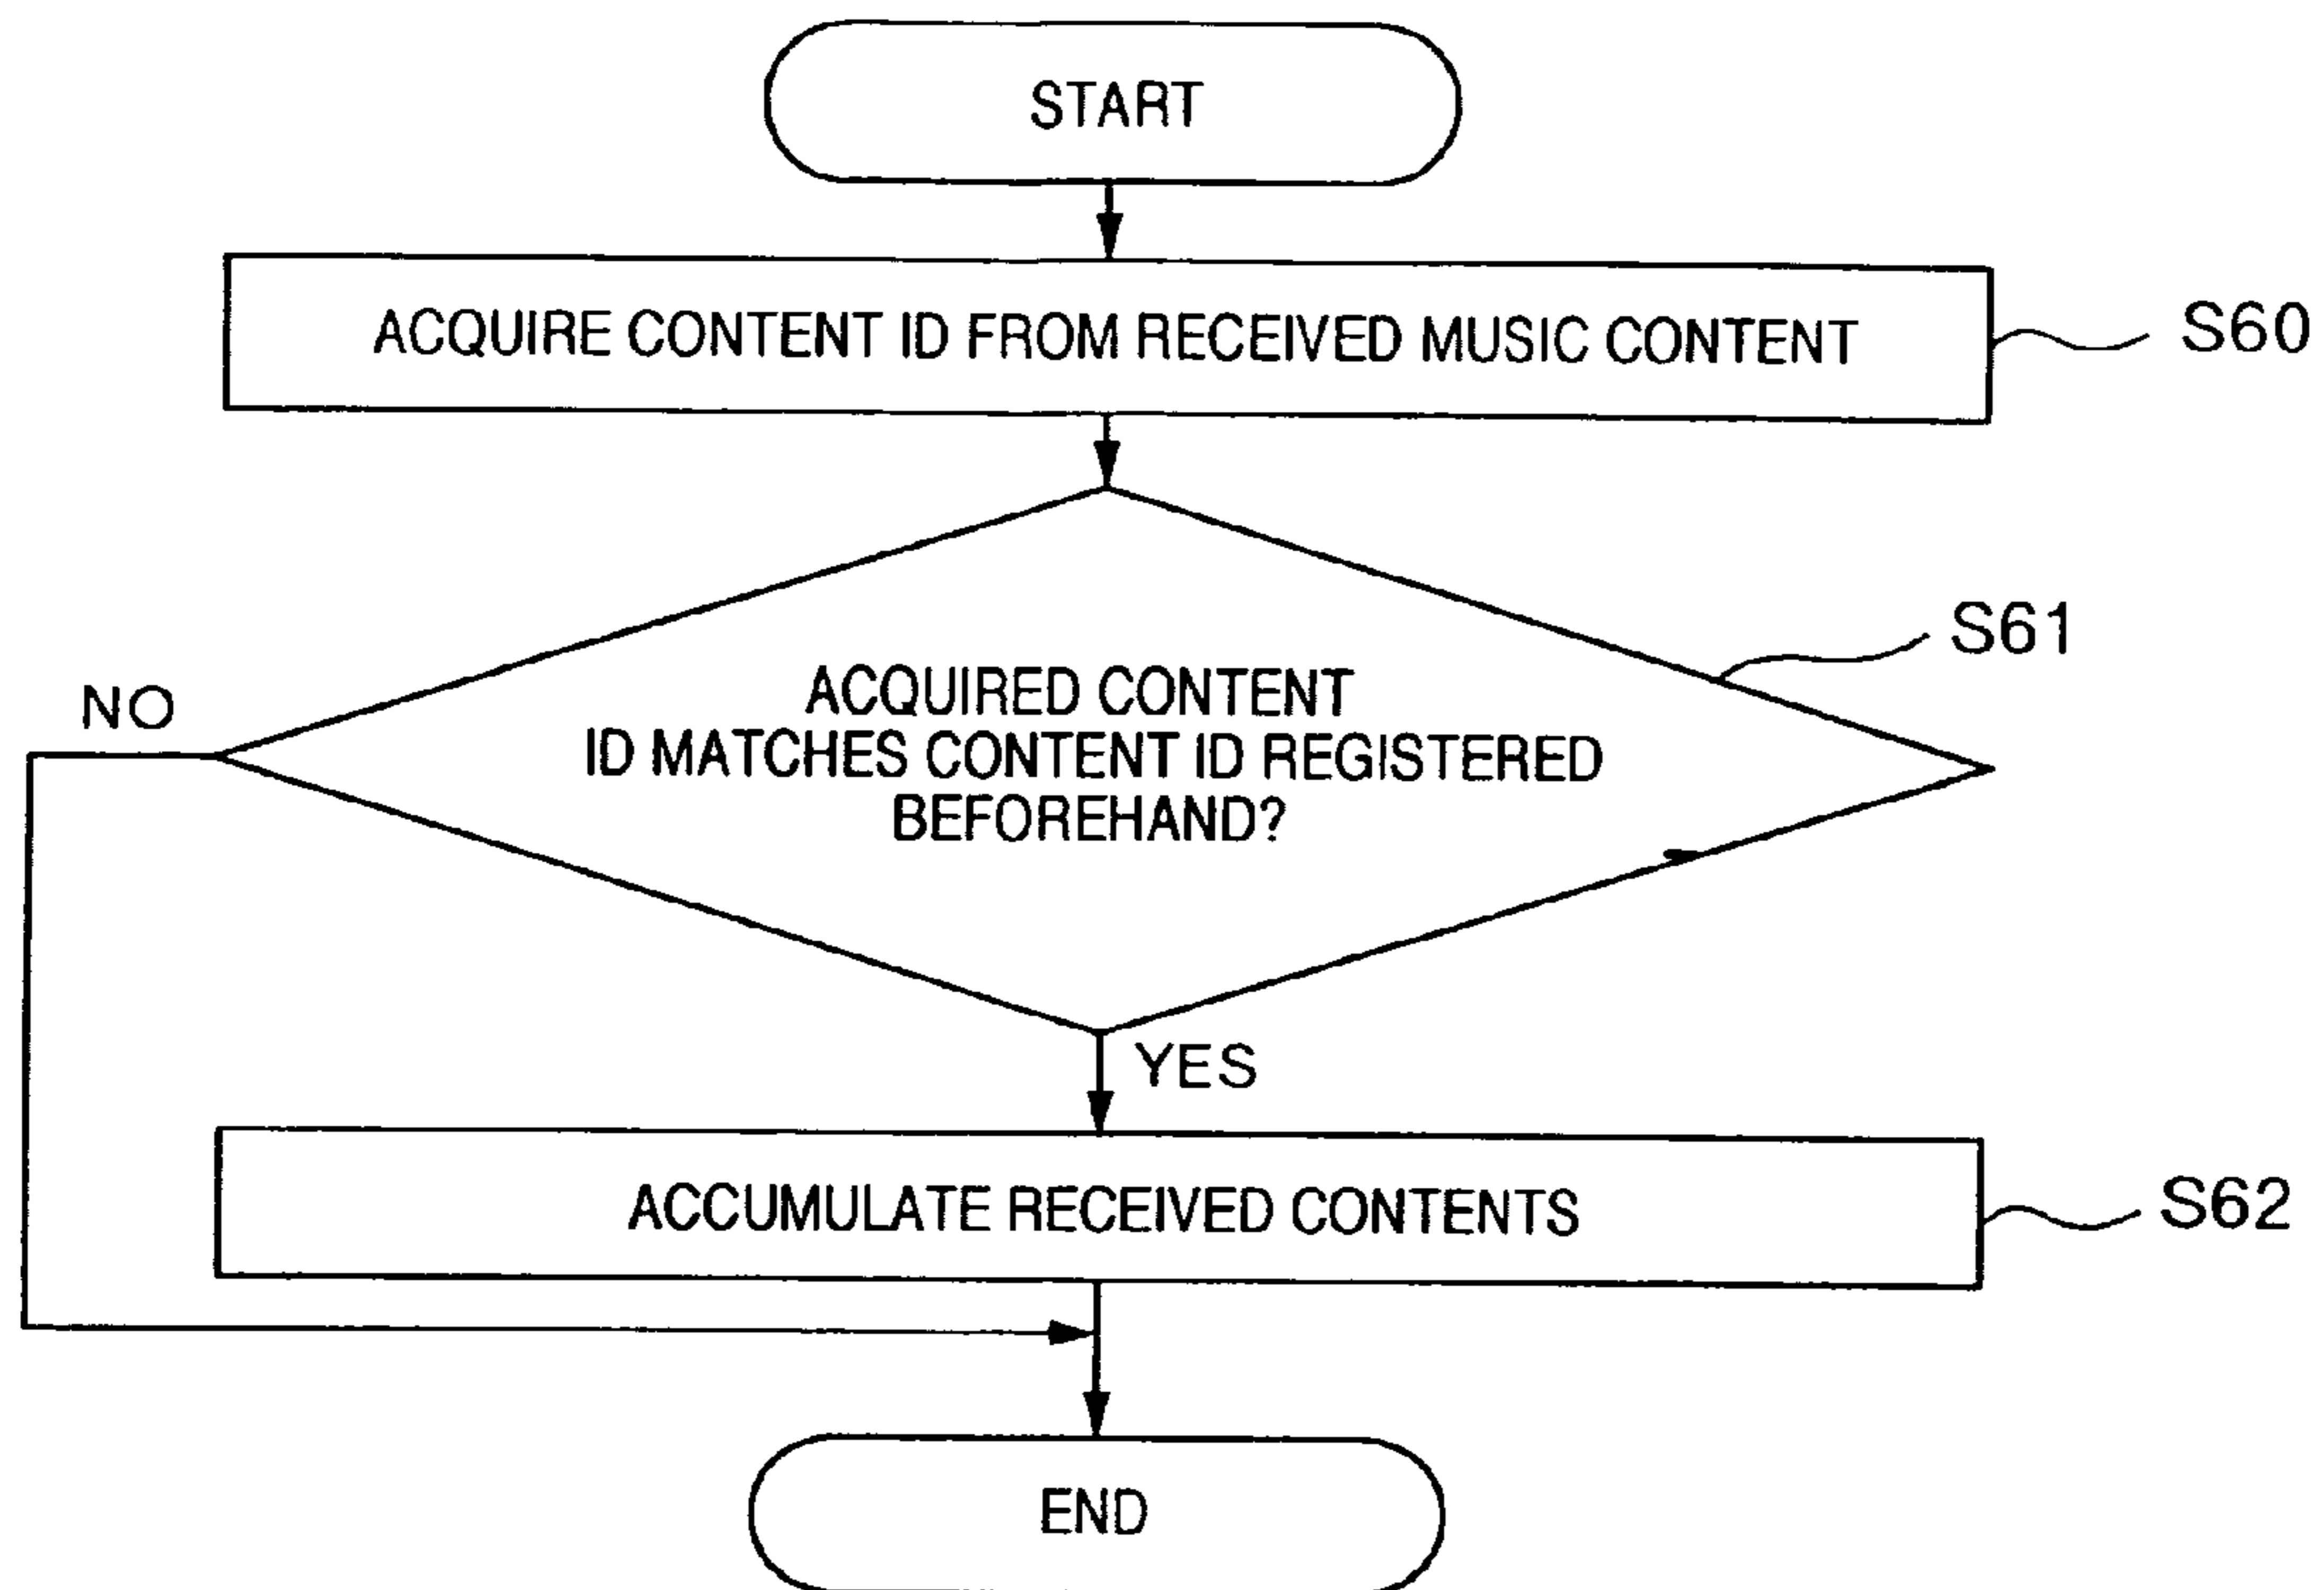 START
ACQUIRE CONTENT ID FROM RECEIVED MUSIC CONTENT
S60
S61
NO
ACQUIRED CONTENT
ID MATCHES CONTENT ID REGISTERED
BEFOREHAND?
YES
ACCUMULATE RECEIVED CONTENTS
S62
END